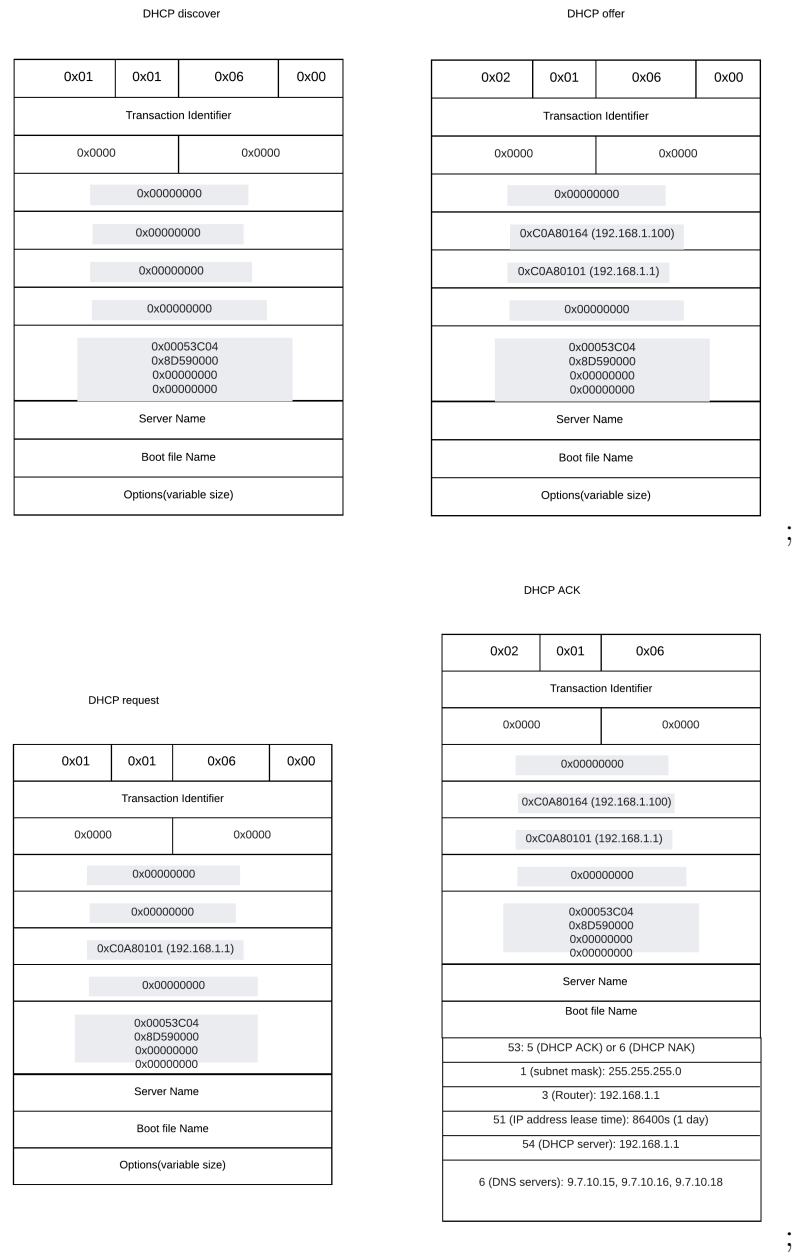 DHCP discover
0x01 0x01 0x06 0x00
Transaction Identifier
0x0000 0x0000
0x00000000
0x00000000
0x00000000
0x00000000
0x00053C04
0x8D590000
0x00000000
0x00000000
Server Name
Boot file Name
Options(variable size)
DHCP offer
0x02 0x01 0x06 0x00
Transaction Identifier
0x0000 0x0000
0x00000000
0xC0A80164 (192.168.1.100)
0xC0A80101 (192.168.1.1)
0x00000000
0x00053C04
0x8D590000
0x00000000
0x00000000
Server Name
Boot file Name
Options(variable size)
;
DHCP request
0x01 0x01 0x06 0x00
Transaction Identifier
0x0000 0x0000
0x00000000
0x00000000
0xC0A80101 (192.168.1.1)
0x00000000
0x00053C04
0x8D590000
0x00000000
0x00000000
Server Name
Boot file Name
Options(variable size)
DHCP ACK
0x02 0x01 0x06
Transaction Identifier
0x0000 0x0000
0x00000000
0xC0A80164 (192.168.1.100)
0xC0A80101 (192.168.1.1)
0x00000000
0x00053C04
0x8D590000
0x00000000
0x00000000
Server Name
Boot file Name
53: 5 (DHCP ACK) or 6 (DHCP NAK)
1 (subnet mask): 255.255.255.0
3 (Router): 192.168.1.1
51 (IP address lease time): 86400s (1 day)
54 (DHCP server): 192.168.1.1
6 (DNS servers): 9.7.10.15, 9.7.10.16, 9.7.10.18
;